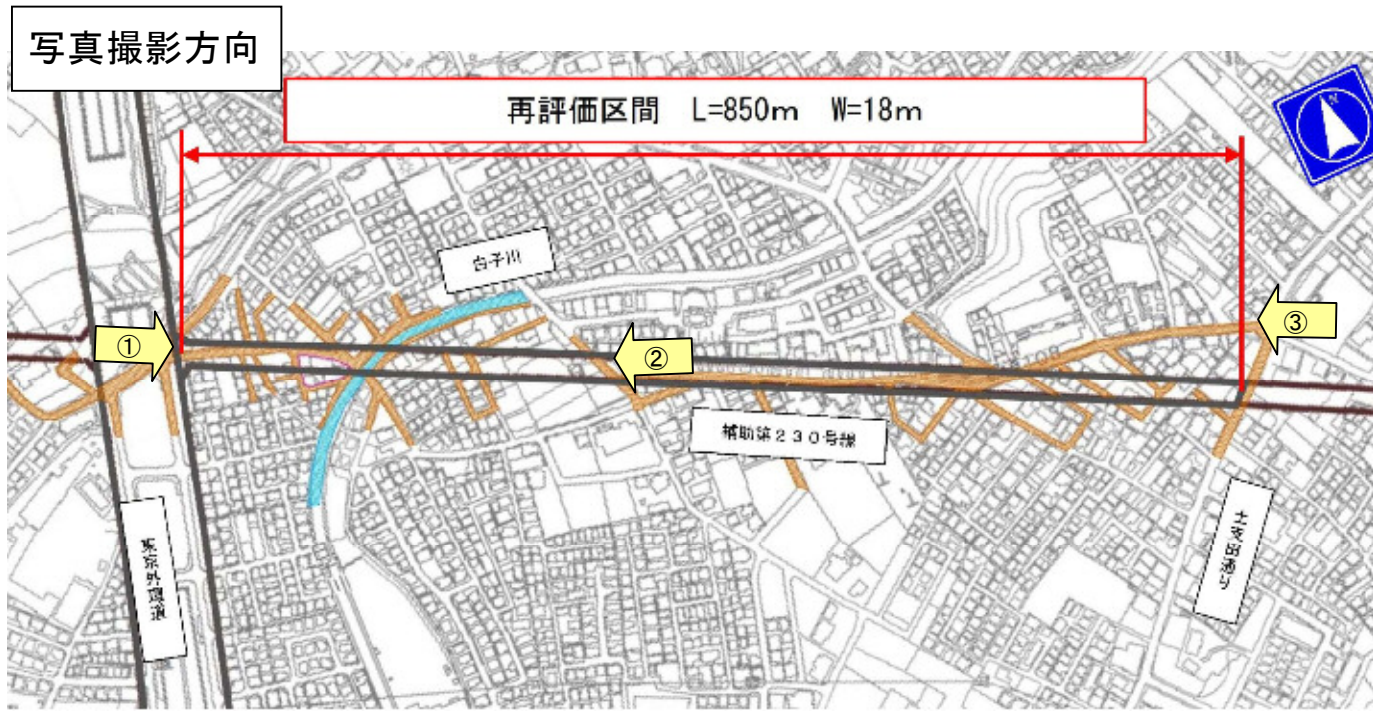 写真撮影方向
再評価区間 L=850m W=18m
N
白子川
①
②
③
補助第230号線
東京外環道
土支田通り